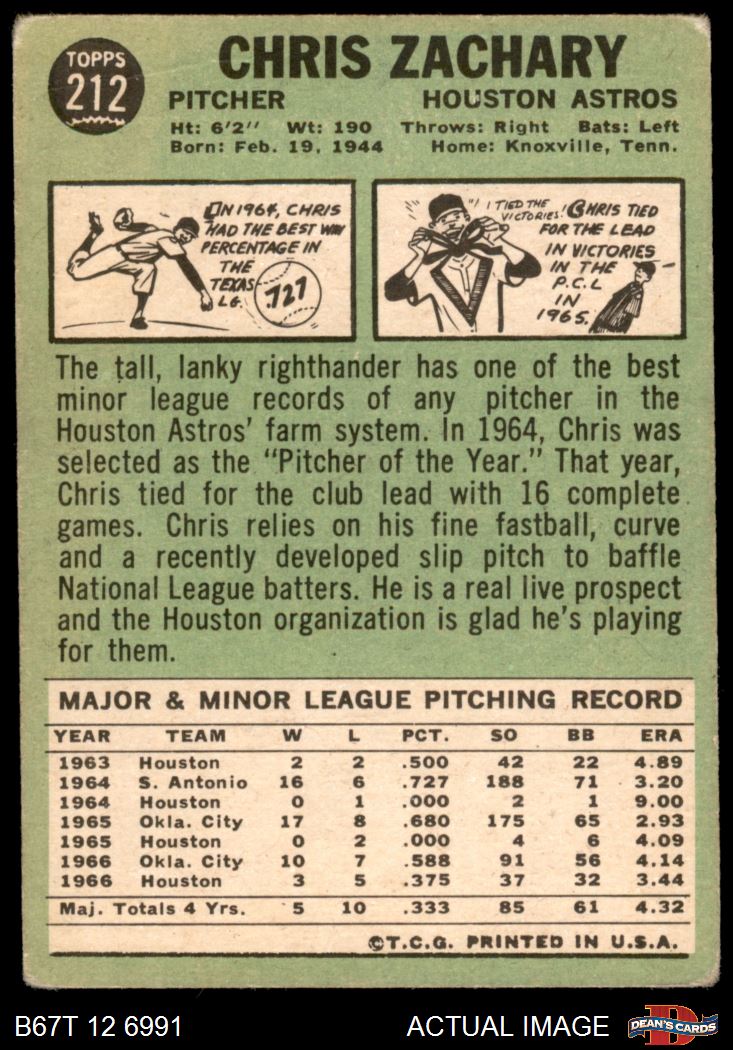 TOPPS
212
CHRIS ZACHARY
PITCHER HOUSTON ASTROS
Ht: 6'2'' Wt: 190 Throws: Right Bats: Left
Born: Feb. 19, 1944 Home: Knoxville, Tenn.
IN 1964, CHRIS
HAD THE BEST WIN
PERCENTAGE IN
THE
TEXAS
LG.
.727
"I TIED THE
VICTORIES!
CHRIS TIED
FOR THE LEAD
IN VICTORIES
IN THE
P.C.L
IN
1965.
The tall, lanky righthander has one of the best
minor league records of any pitcher in the
Houston Astros' farm system. In 1964, Chris was
selected as the "Pitcher of the Year." That year,
Chris tied for the club lead with 16 complete
games. Chris relies on his fine fastball, curve
and a recently developed slip pitch to baffle
National League batters. He is a real live prospect
and the Houston organization is glad he's playing
for them.
MAJOR & MINOR LEAGUE PITCHING RECORD
YEAR TEAM W L PCT. SO BB ERA
1963 Houston 2 2 .500 42 22 4.89
1964 S. Antonio 16 6 .727 188 71 3.20
1964 Houston 0 1 .000 2 1 9.00
1965 Okla. City 17 8 .680 175 65 2.93
1965 Houston 0 2 .000 4 6 4.09
1966 Okla. City 10 7 .588 91 56 4.14
1966 Houston 3 5 .375 37 32 3.44
Maj. Totals 4 Yrs. 5 10 .333 85 61 4.32
©T.C.G. PRINTED IN U.S.A.
B67T 12 6991 ACTUAL IMAGE
D
DEAN'S CARDS